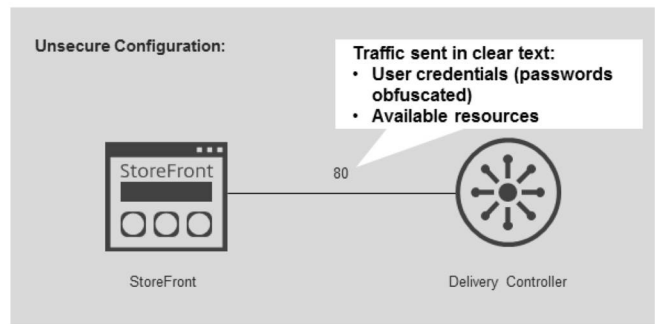 Unsecure Configuration:
Traffic sent in clear text:
• User credentials (passwords
obfuscated)
• Available resources
StoreFront
80
StoreFront
Delivery Controller